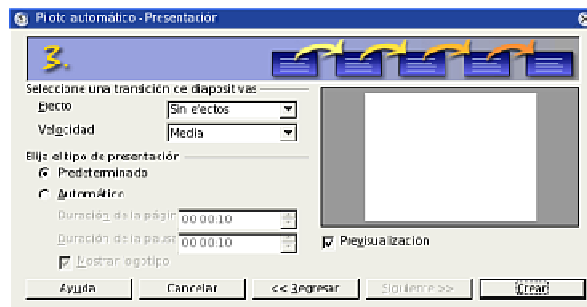 Piloto automático - Presentación
3.
Seleccione una transición de diapositivas
Efecto
Sin efectos
Velocidad
Media
Elija el tipo de presentación
Predeterminado
Automático
Duración de la págin
00:00:10
Duración de la pausa
00:00:10
Mostrar logotipo
Previsualización
Ayuda
Cancelar
<< Regresar
Siguiente >>
Crear